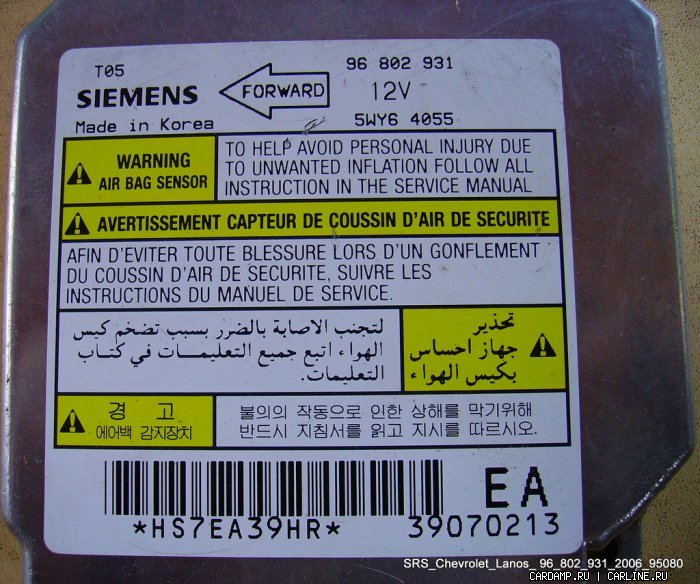 T05
SIEMENS
FORWARD
96 802 931
12V
Made in Korea
5WY6 4055
WARNING
AIR BAG SENSOR
TO HELP AVOID PERSONAL INJURY DUE
TO UNWANTED INFLATION FOLLOW ALL
INSTRUCTION IN THE SERVICE MANUAL
AVERTISSEMENT CAPTEUR DE COUSSIN D'AIR DE SECURITE
AFIN D'EVITER TOUTE BLESSURE LORS D'UN GONFLEMENT
DU COUSSIN D'AIR DE SECURITE, SUIVRE LES
INSTRUCTIONS DU MANUEL DE SERVICE.
تحذير
جهاز احساس
بكيس الهواء
لتجنب الاصابة بالضرر بسبب تضخم كيس
الهواء اتبع جميع التعليمات في كتاب
التعليمات.
경 고
에어백 감지장치
불의의 작동으로 인한 상해를 막기위해
반드시 지침서를 읽고 지시를 따르시오.
EA
*HS7EA39HR*
39070213
SRS_Chevrolet_Lanos_ 96_802_931_2006_95080
CARDAMP.RU | CARLINE.RU